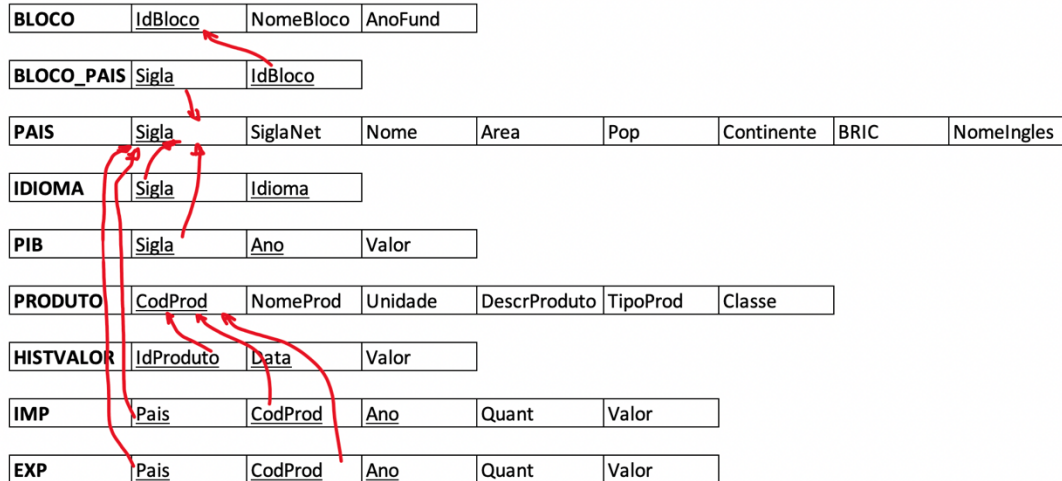 BLOCO IdBloco NomeBloco AnoFund
BLOCO_PAIS Sigla IdBloco
PAIS Sigla SiglaNet Nome Area Pop Continente BRIC NomeIngles
IDIOMA Sigla Idioma
PIB Sigla Ano Valor
PRODUTO CodProd NomeProd Unidade DescrProduto TipoProd Classe
HISTVALOR IdProduto Data Valor
IMP Pais CodProd Ano Quant Valor
EXP Pais CodProd Ano Quant Valor